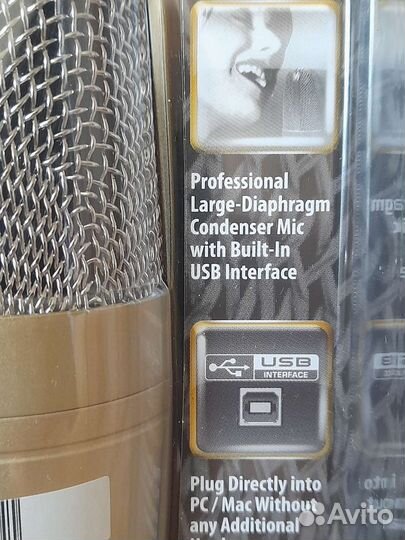 Professional
Large-Diaphragm
Condenser Mic
with Built-In
USB Interface
USB
INTERFACE
Plug Directly into
PC / Mac Without
any Additional
Avito